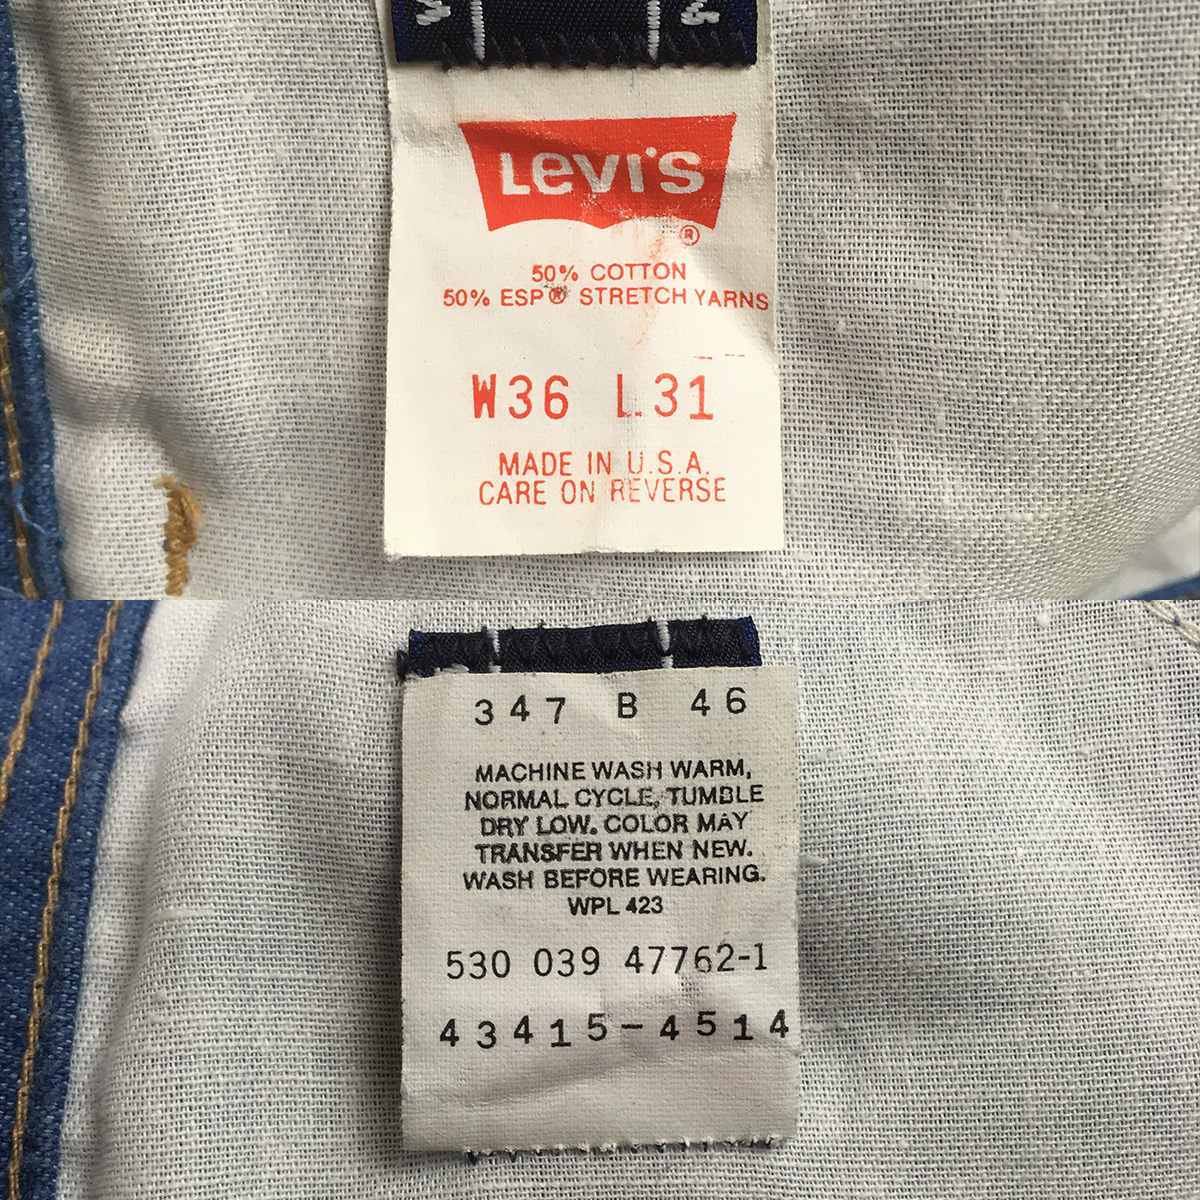 Levi's
®
50% COTTON
50% ESP® STRETCH YARNS
W36 L31
MADE IN U.S.A.
CARE ON REVERSE
347 B 46
MACHINE WASH WARM,
NORMAL CYCLE, TUMBLE
DRY LOW. COLOR MAY
TRANSFER WHEN NEW.
WASH BEFORE WEARING.
WPL 423
530 039 47762-1
43415-4514